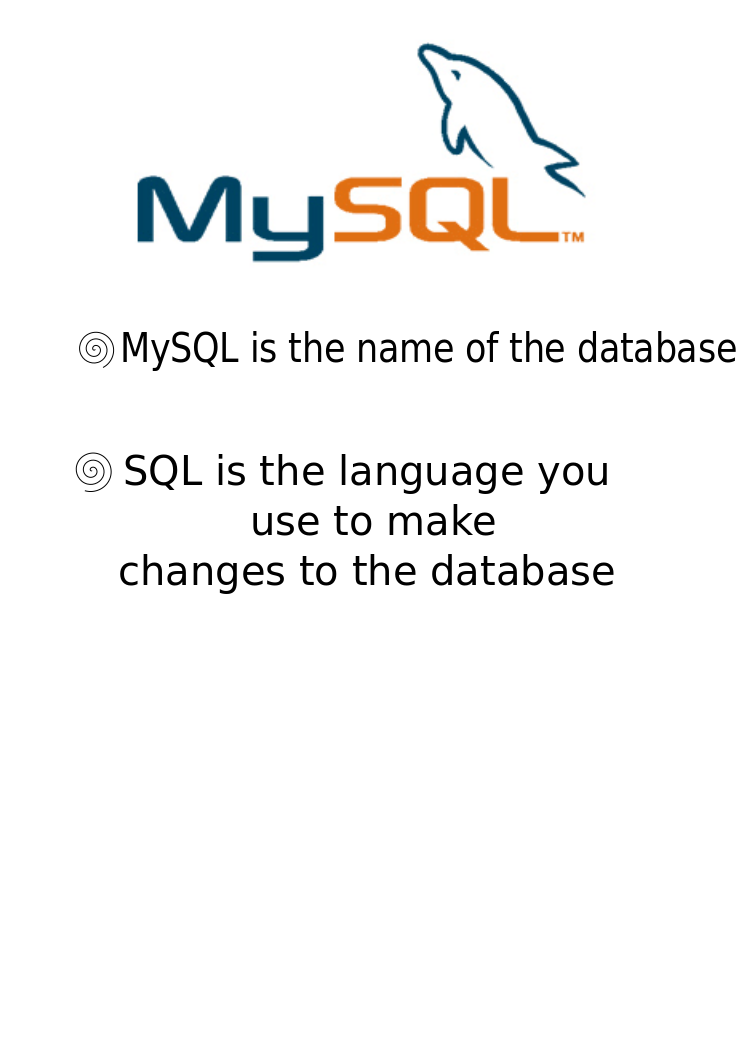 MySQL™
MySQL is the name of the database
SQL is the language you
use to make
changes to the database